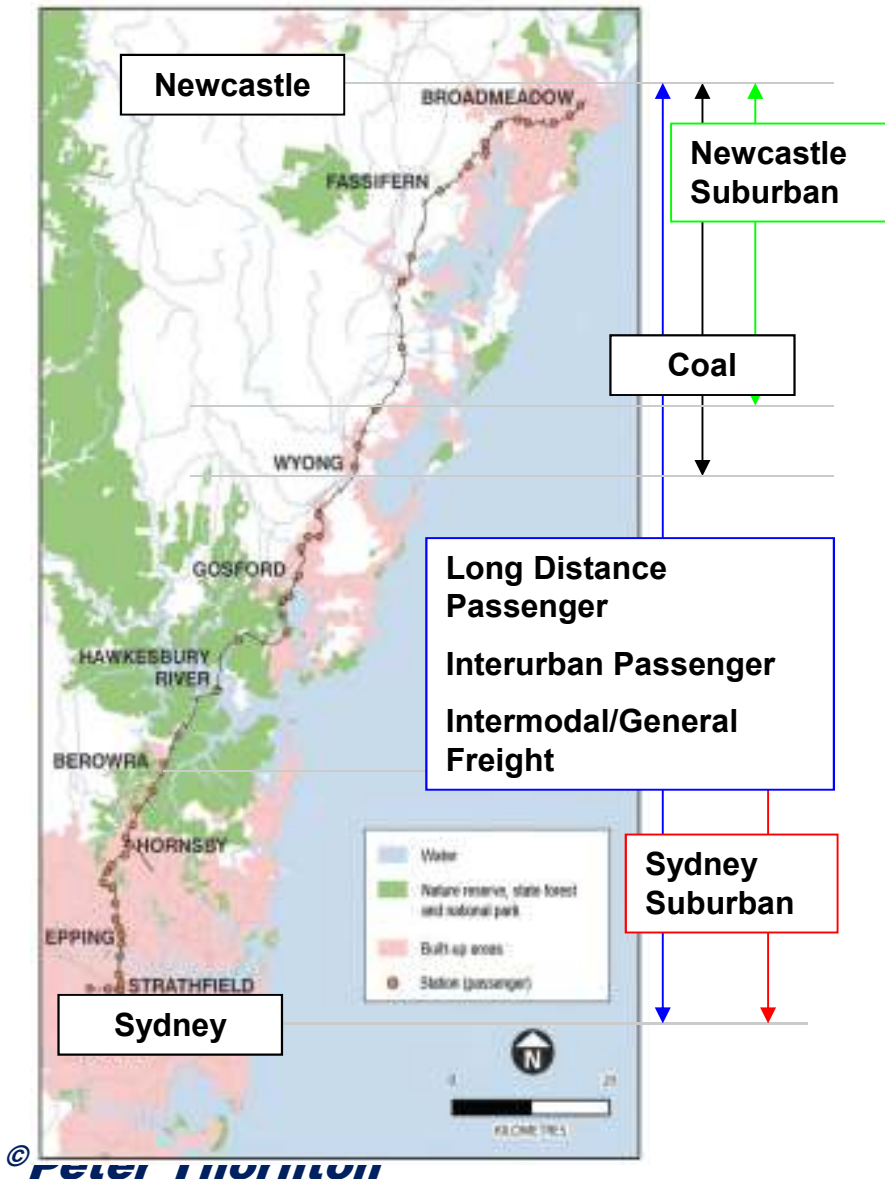 Newcastle
BROADMEADOW
Newcastle
Suburban
FASSIFERN
Coal
WYONG
GOSFORD
Long Distance
Passenger
Interurban Passenger
Intermodal/General
Freight
HAWKESBURY
RIVER
BEROWRA
HORNSBY
Water
Nature reserve, state forest
and national park
Built up areas
Station (passenger)
Sydney
Suburban
EPPING
STRATHFIELD
Sydney
N
0
KILOMETRES
© Peter Thornton